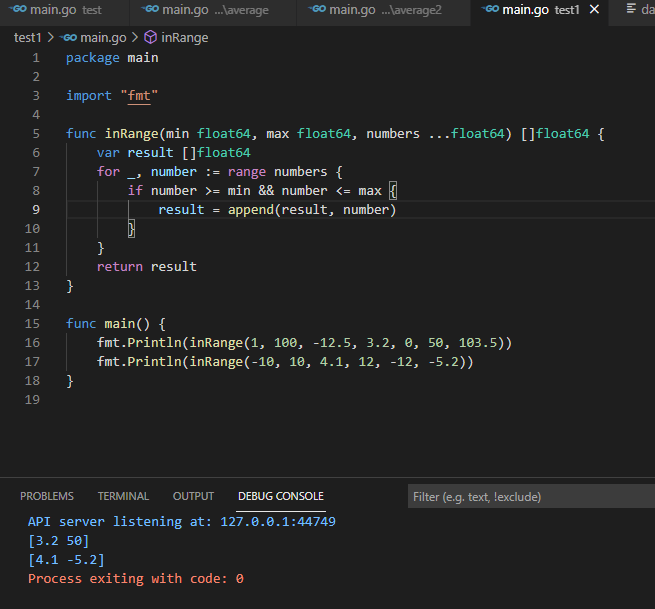 main.go test main.go ...\average main.go ...\average2 main.go test1 da
test1 > main.go > inRange
1 package main
2
3 import "fmt"
4
5 func inRange(min float64, max float64, numbers ...float64) []float64 {
6 var result []float64
7 for _, number := range numbers {
8 if number >= min && number <= max {
9 result = append(result, number)
10 }
11 }
12 return result
13 }
14
15 func main() {
16 fmt.Println(inRange(1, 100, -12.5, 3.2, 0, 50, 103.5))
17 fmt.Println(inRange(-10, 10, 4.1, 12, -12, -5.2))
18 }
19
PROBLEMS TERMINAL OUTPUT DEBUG CONSOLE Filter (e.g. text, !exclude)
API server listening at: 127.0.0.1:44749
[3.2 50]
[4.1 -5.2]
Process exiting with code: 0